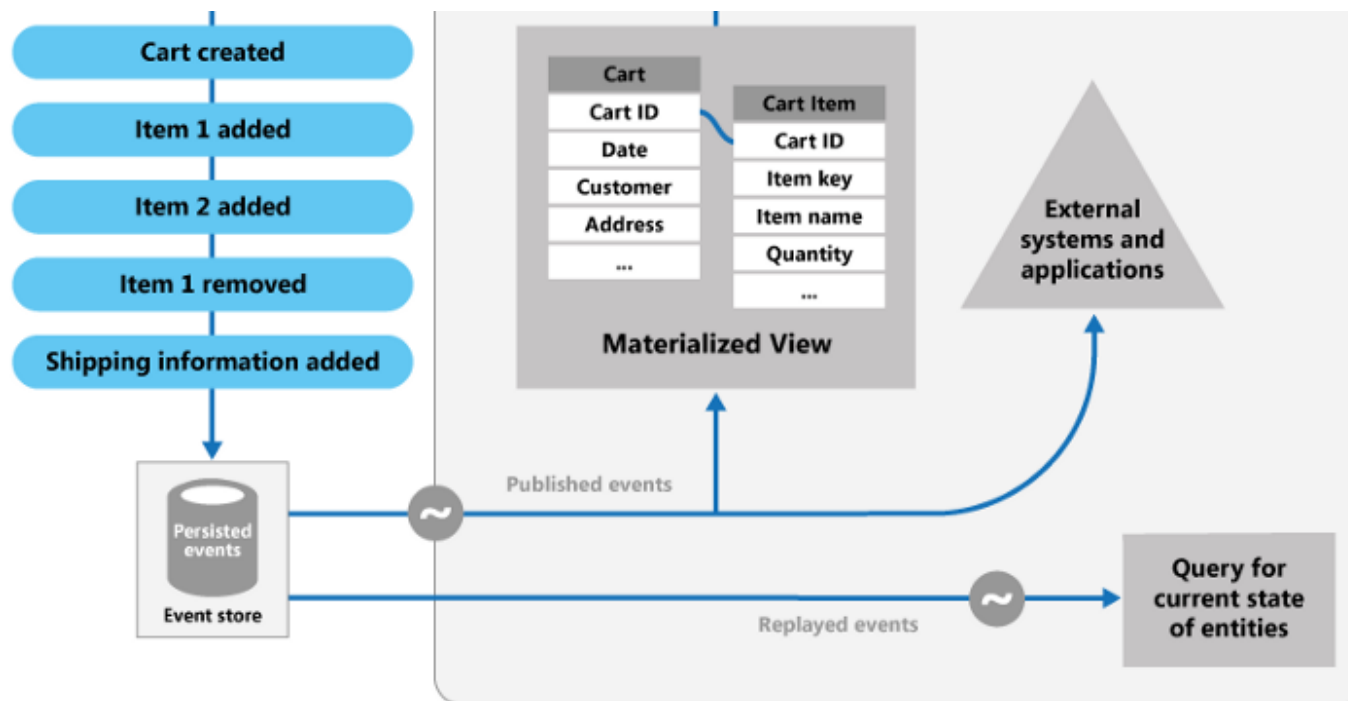 Cart created
Item 1 added
Item 2 added
Item 1 removed
Shipping information added
Persisted
events
Event store
Cart
Cart ID
Date
Customer
Address
...
Cart Item
Cart ID
Item key
Item name
Quantity
...
Materialized View
External
systems and
applications
Published events
Replayed events
Query for
current state
of entities